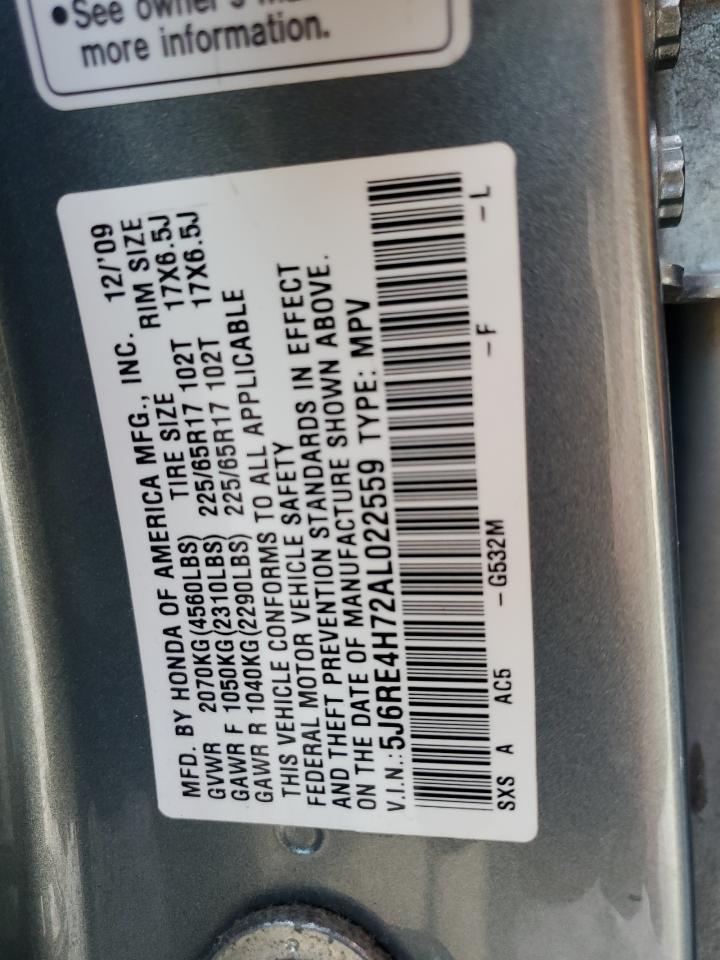 •See owner's
more information.
MFD. BY HONDA OF AMERICA MFG., INC. 12/'09
GVWR 2070KG(4560LBS) TIRE SIZE RIM SIZE
GAWR F 1050KG(2310LBS) 225/65R17 102T 17X6.5J
GAWR R 1040KG(2290LBS) 225/65R17 102T 17X6.5J
THIS VEHICLE CONFORMS TO ALL APPLICABLE
FEDERAL MOTOR VEHICLE SAFETY
AND THEFT PREVENTION STANDARDS IN EFFECT
ON THE DATE OF MANUFACTURE SHOWN ABOVE.
V.I.N.:5J6RE4H72AL022559 TYPE: MPV
SXS A AC5 -G532M -F -L